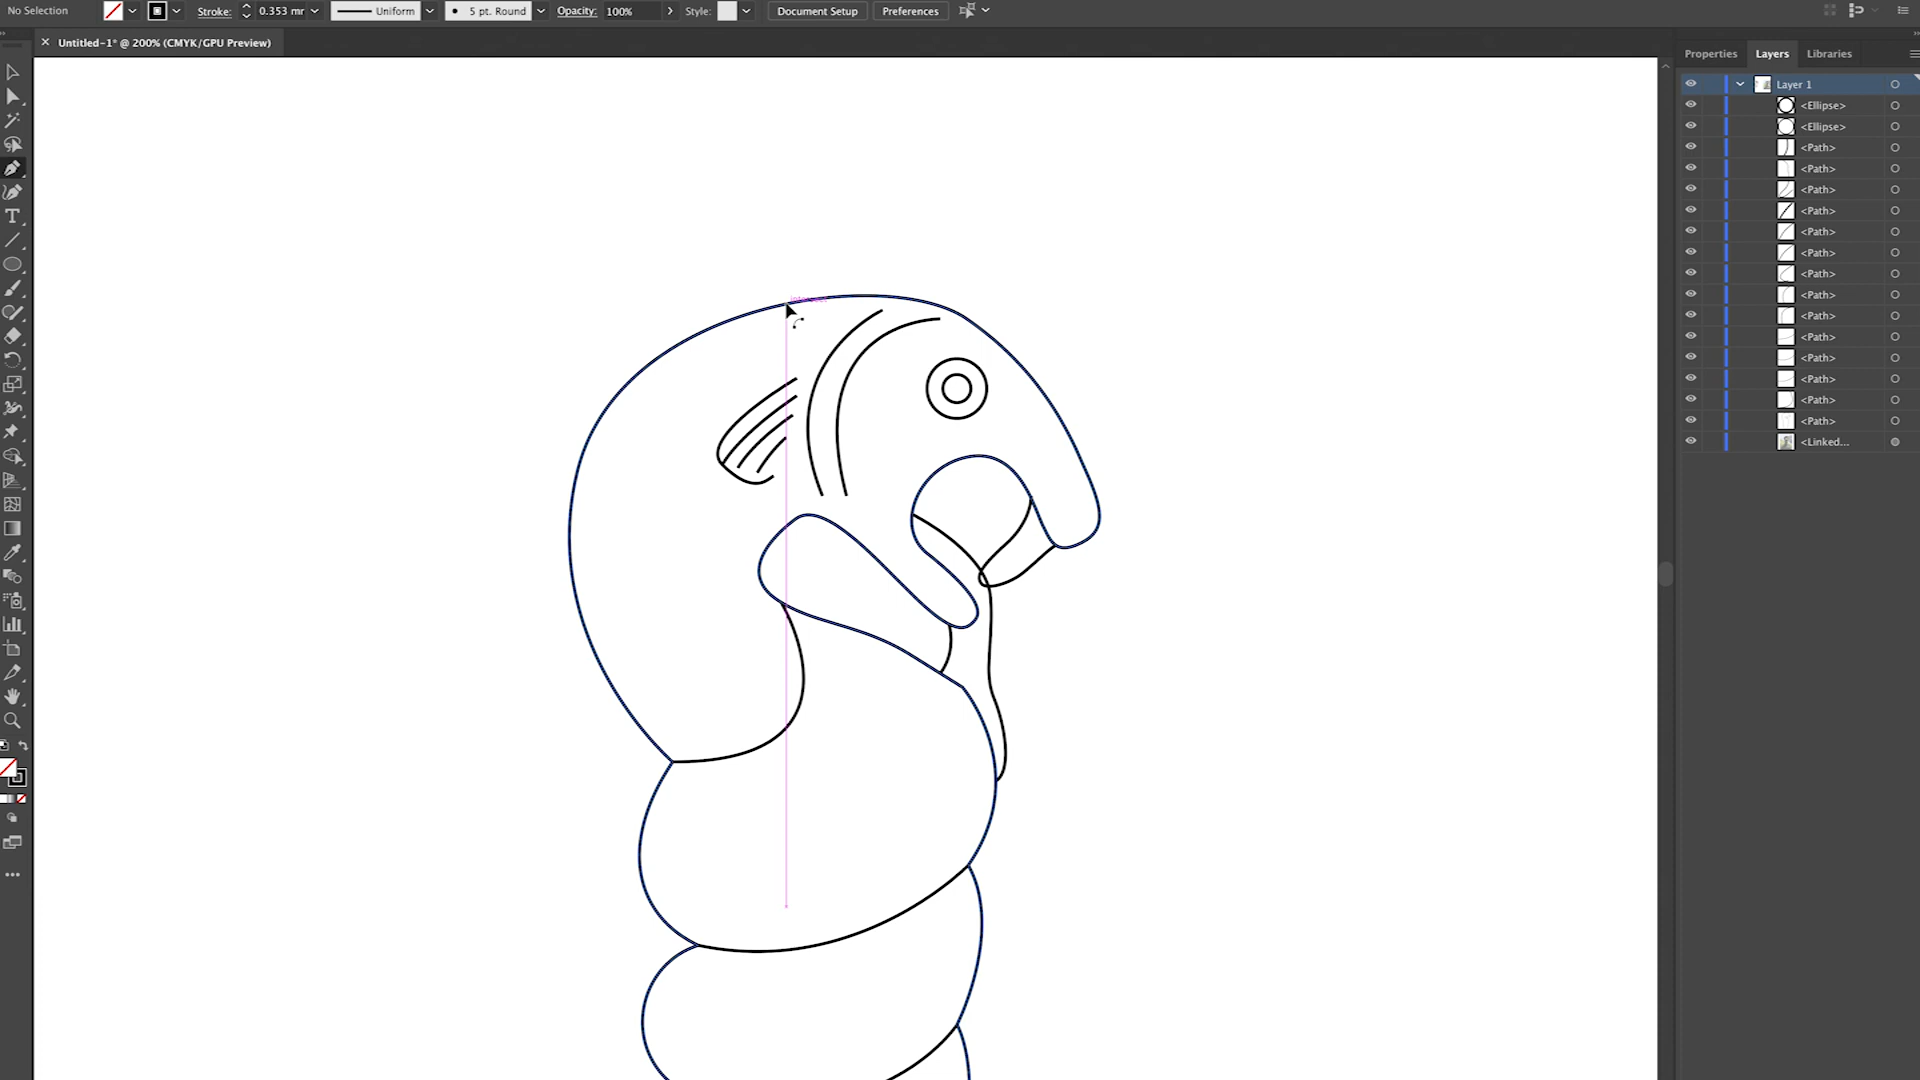 No Selection Stroke: 0.353 mr Uniform 5 pt. Round Opacity: 100% Style: Document Setup Preferences
Untitled-1* @ 200% (CMYK/GPU Preview)
Properties Layers Libraries
Layer 1
<Ellipse>
<Ellipse>
<Path>
<Path>
<Path>
<Path>
<Path>
<Path>
<Path>
<Path>
<Path>
<Path>
<Path>
<Path>
<Path>
<Path>
<Linked...